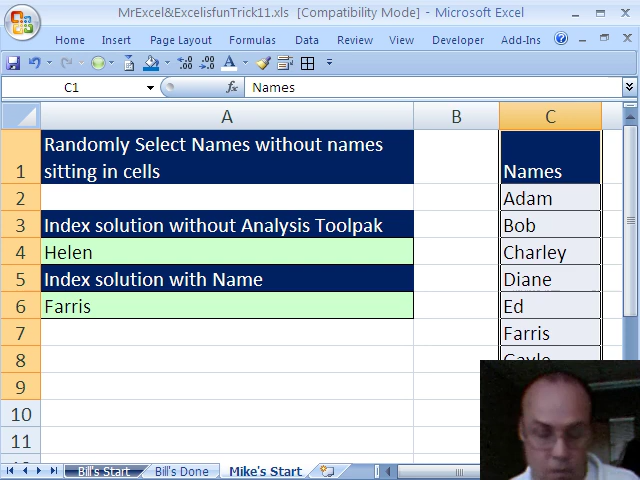 MrExcel&ExcelisfunTrick11.xls [Compatibility Mode] - Microsoft Excel
Home Insert Page Layout Formulas Data Review View Developer Add-Ins
C1 fx Names
A B C
1 Randomly Select Names without names sitting in cells Names
2 Adam
3 Index solution without Analysis Toolpak Bob
4 Helen Charley
5 Index solution with Name Diane
6 Farris Ed
7 Farris
8 Gayle
9
10
11
Bill's Start Bill's Done Mike's Start